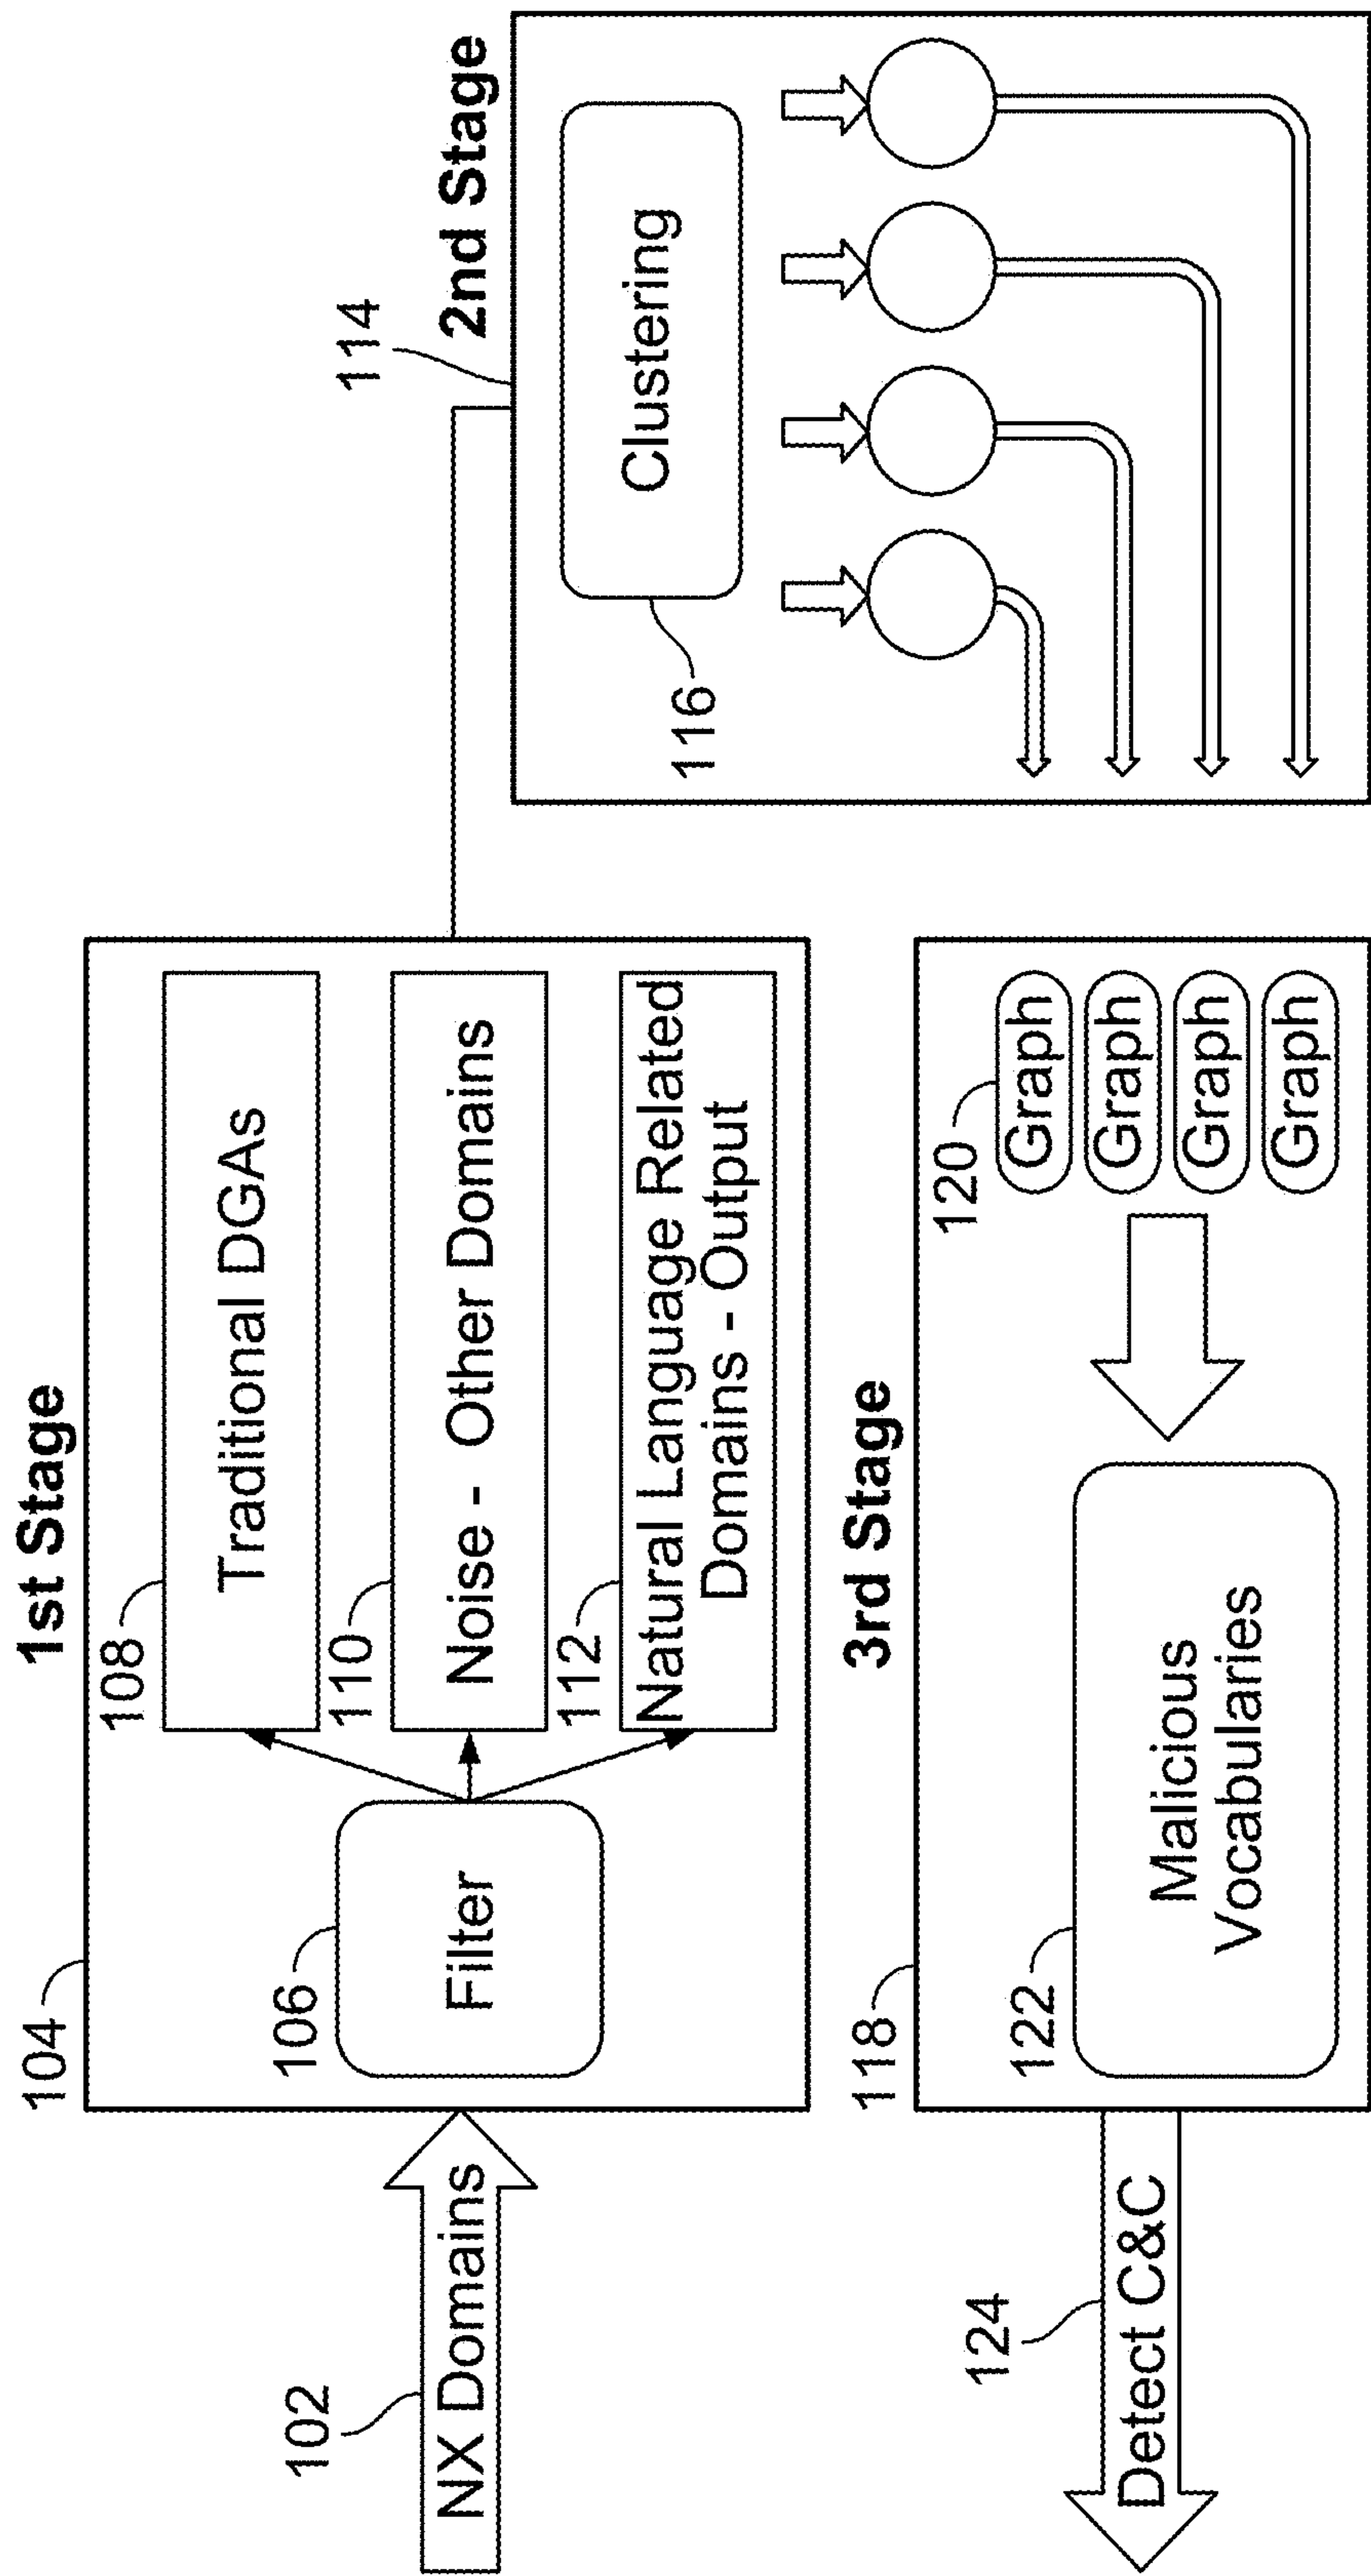 1st Stage
104
102
NX Domains
106
Filter
108
Traditional DGAs
110
Noise - Other Domains
112
Natural Language Related
Domains - Output
114
2nd Stage
Clustering
116
3rd Stage
118
120
Graph
Graph
Graph
Graph
122
Malicious
Vocabularies
124
Detect C&C